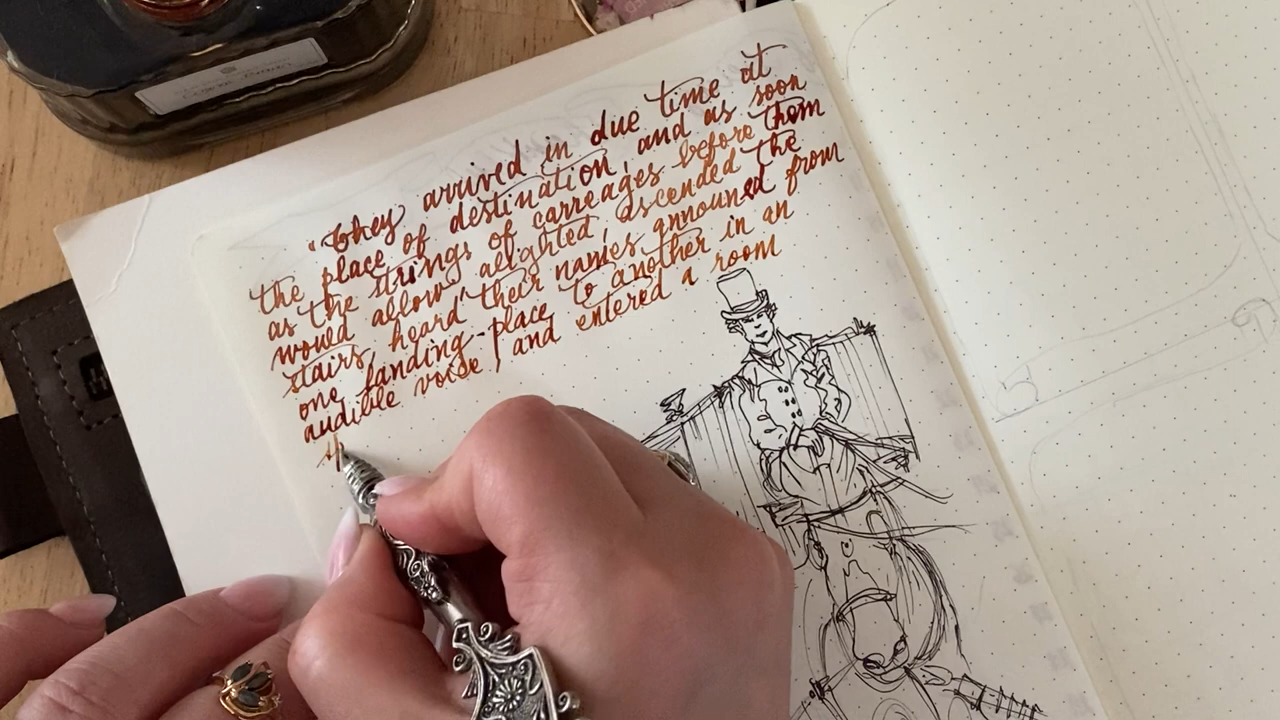 "They arrived in due time at
the place of destination, and as soon
as the strings of carreages before them
would allow, alighted, ascended the
stairs, heard their names announed from
one landing-place to another in an
audible voice, and entered a room